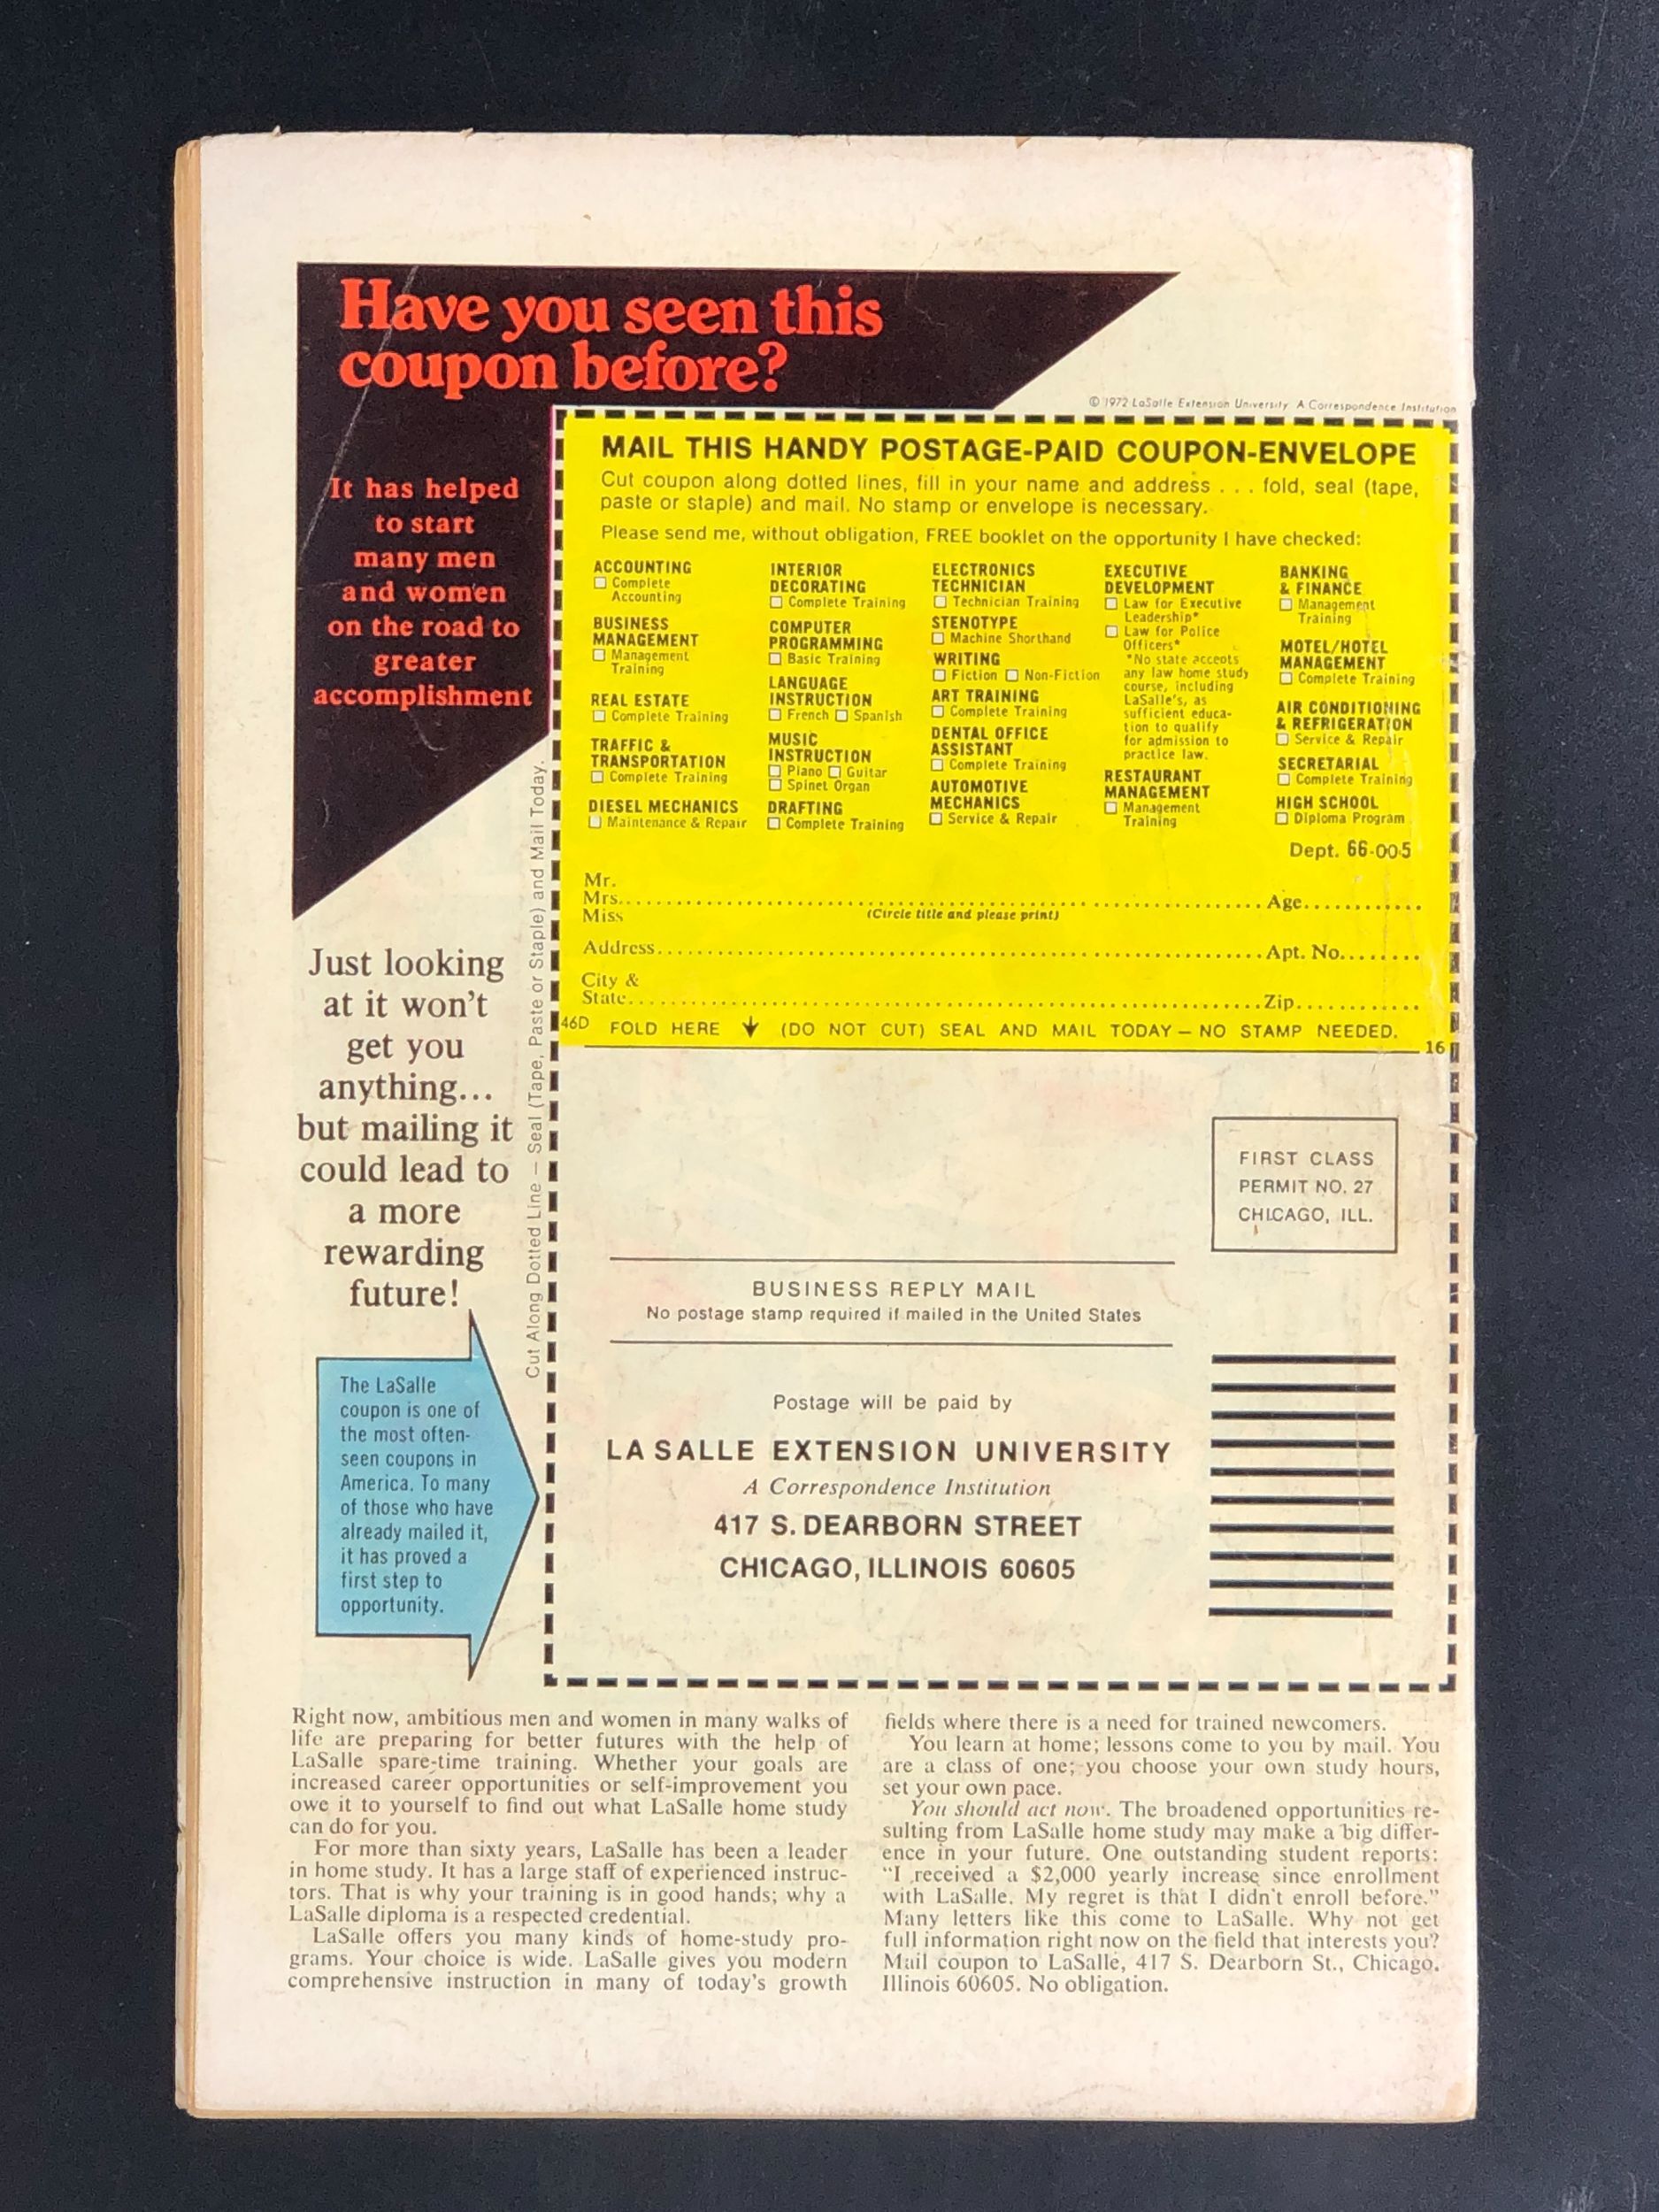 Have you seen this
coupon before?
It has helped
to start
many men
and women
on the road to
greater
accomplishment
Just looking
at it won't
get you
anything...
but mailing it
could lead to
a more
rewarding
future!
The LaSalle
coupon is one of
the most often-
seen coupons in
America. To many
of those who have
already mailed it,
it has proved a
first step to
opportunity.
Cut Along Dotted Line – Seal (Tape, Paste or Staple) and Mail Today.
© 1972 LaSalle Extension University A Correspondence Institution
MAIL THIS HANDY POSTAGE-PAID COUPON-ENVELOPE
Cut coupon along dotted lines, fill in your name and address . . . fold, seal (tape,
paste or staple) and mail. No stamp or envelope is necessary.
Please send me, without obligation, FREE booklet on the opportunity I have checked:
ACCOUNTING
☐ Complete
Accounting
BUSINESS
MANAGEMENT
☐ Management
Training
REAL ESTATE
☐ Complete Training
TRAFFIC &
TRANSPORTATION
☐ Complete Training
DIESEL MECHANICS
☐ Maintenance & Repair
INTERIOR
DECORATING
☐ Complete Training
COMPUTER
PROGRAMMING
☐ Basic Training
LANGUAGE
INSTRUCTION
☐ French ☐ Spanish
MUSIC
INSTRUCTION
☐ Piano ☐ Guitar
☐ Spinet Organ
DRAFTING
☐ Complete Training
ELECTRONICS
TECHNICIAN
☐ Technician Training
STENOTYPE
☐ Machine Shorthand
WRITING
☐ Fiction ☐ Non-Fiction
ART TRAINING
☐ Complete Training
DENTAL OFFICE
ASSISTANT
☐ Complete Training
AUTOMOTIVE
MECHANICS
☐ Service & Repair
EXECUTIVE
DEVELOPMENT
☐ Law for Executive
Leadership*
☐ Law for Police
Officers*
*No state accepts
any law home study
course, including
LaSalle's, as
sufficient educa-
tion to qualify
for admission to
practice law.
RESTAURANT
MANAGEMENT
☐ Management
Training
BANKING
& FINANCE
☐ Management
Training
MOTEL/HOTEL
MANAGEMENT
☐ Complete Training
AIR CONDITIONING
& REFRIGERATION
☐ Service & Repair
SECRETARIAL
☐ Complete Training
HIGH SCHOOL
☐ Diploma Program
Dept. 66-005
Mr.
Mrs. Age
Miss (Circle title and please print)
Address Apt. No.
City &
State Zip
46D FOLD HERE ↓ (DO NOT CUT) SEAL AND MAIL TODAY – NO STAMP NEEDED.
16
FIRST CLASS
PERMIT NO. 27
CHICAGO, ILL.
BUSINESS REPLY MAIL
No postage stamp required if mailed in the United States
Postage will be paid by
LA SALLE EXTENSION UNIVERSITY
A Correspondence Institution
417 S. DEARBORN STREET
CHICAGO, ILLINOIS 60605
Right now, ambitious men and women in many walks of
life are preparing for better futures with the help of
LaSalle spare-time training. Whether your goals are
increased career opportunities or self-improvement you
owe it to yourself to find out what LaSalle home study
can do for you.
For more than sixty years, LaSalle has been a leader
in home study. It has a large staff of experienced instruc-
tors. That is why your training is in good hands; why a
LaSalle diploma is a respected credential.
LaSalle offers you many kinds of home-study pro-
grams. Your choice is wide. LaSalle gives you modern
comprehensive instruction in many of today's growth
fields where there is a need for trained newcomers.
You learn at home; lessons come to you by mail. You
are a class of one; you choose your own study hours,
set your own pace.
You should act now. The broadened opportunities re-
sulting from LaSalle home study may make a big differ-
ence in your future. One outstanding student reports:
"I received a $2,000 yearly increase since enrollment
with LaSalle. My regret is that I didn't enroll before."
Many letters like this come to LaSalle. Why not get
full information right now on the field that interests you?
Mail coupon to LaSalle, 417 S. Dearborn St., Chicago,
Illinois 60605. No obligation.